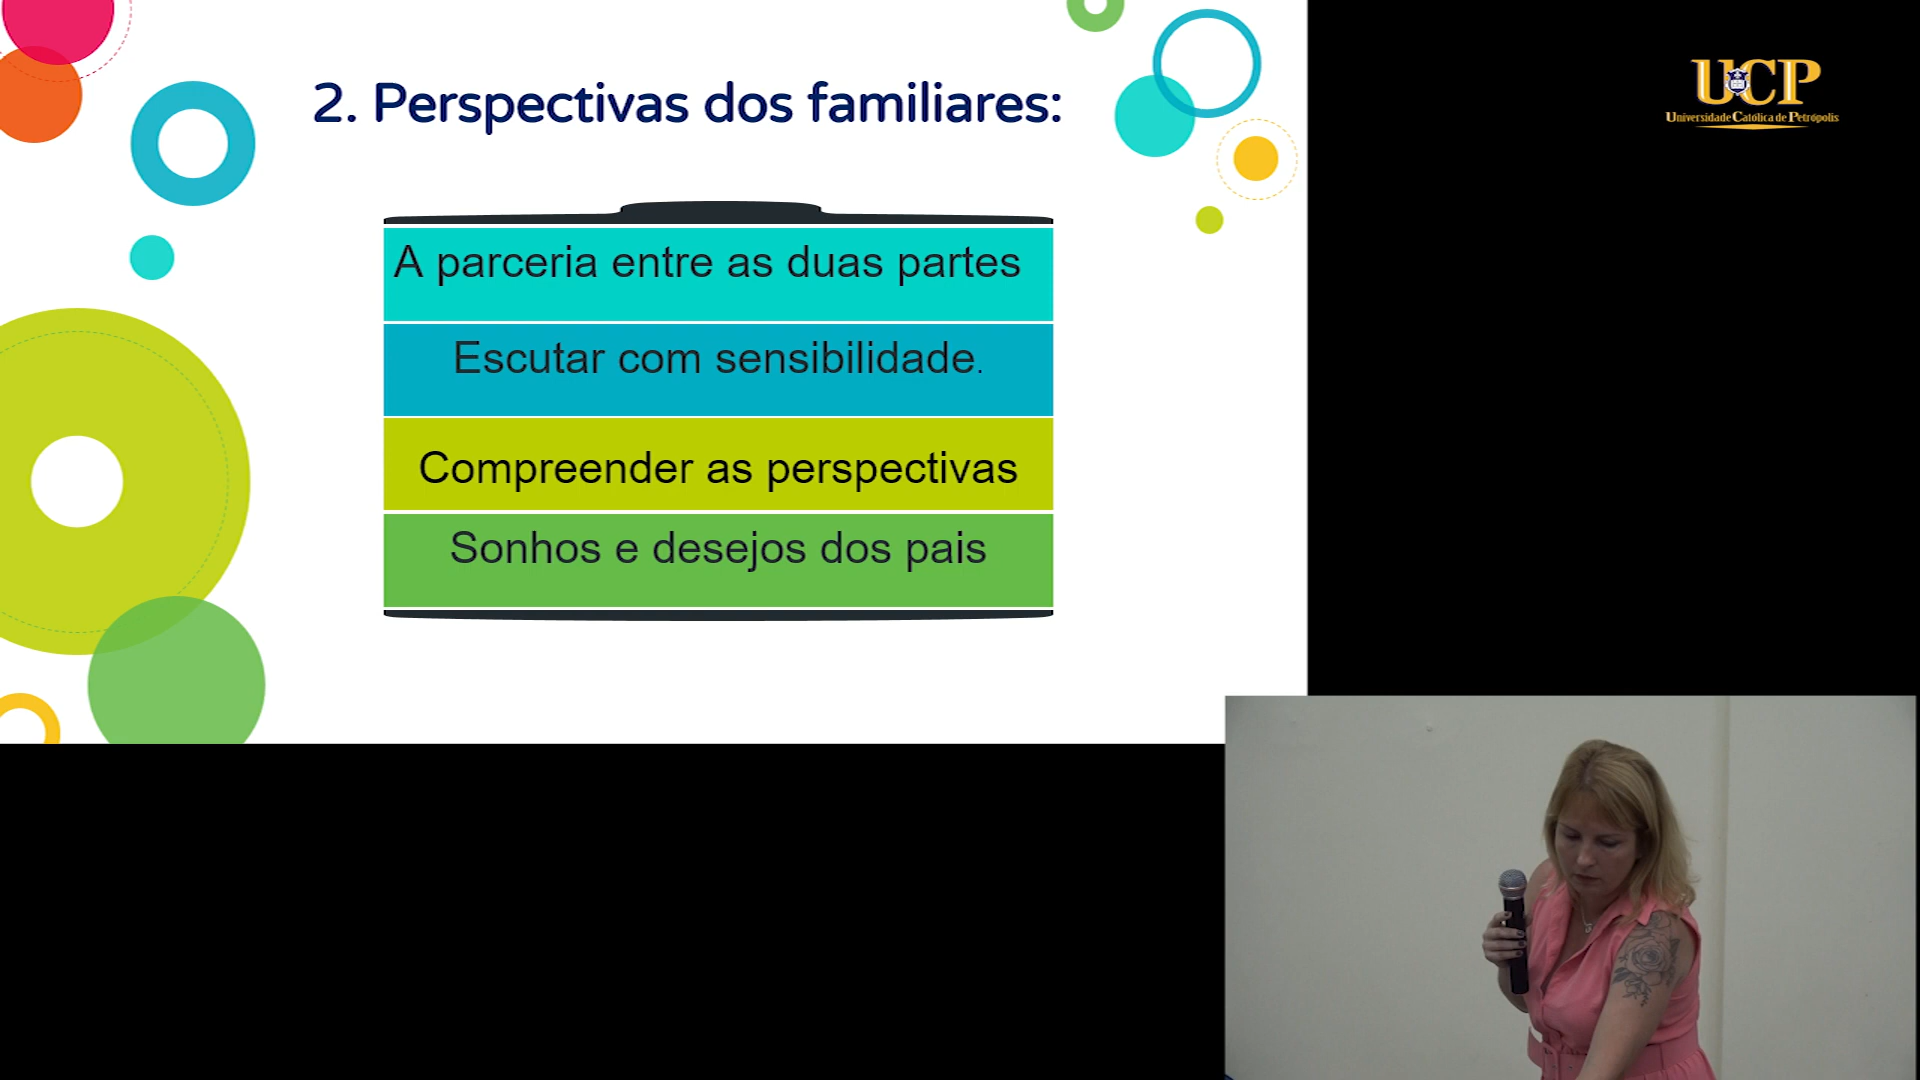 2. Perspectivas dos familiares:
A parceria entre as duas partes
Escutar com sensibilidade.
Compreender as perspectivas
Sonhos e desejos dos pais
UCP
Universidade Católica de Petrópolis